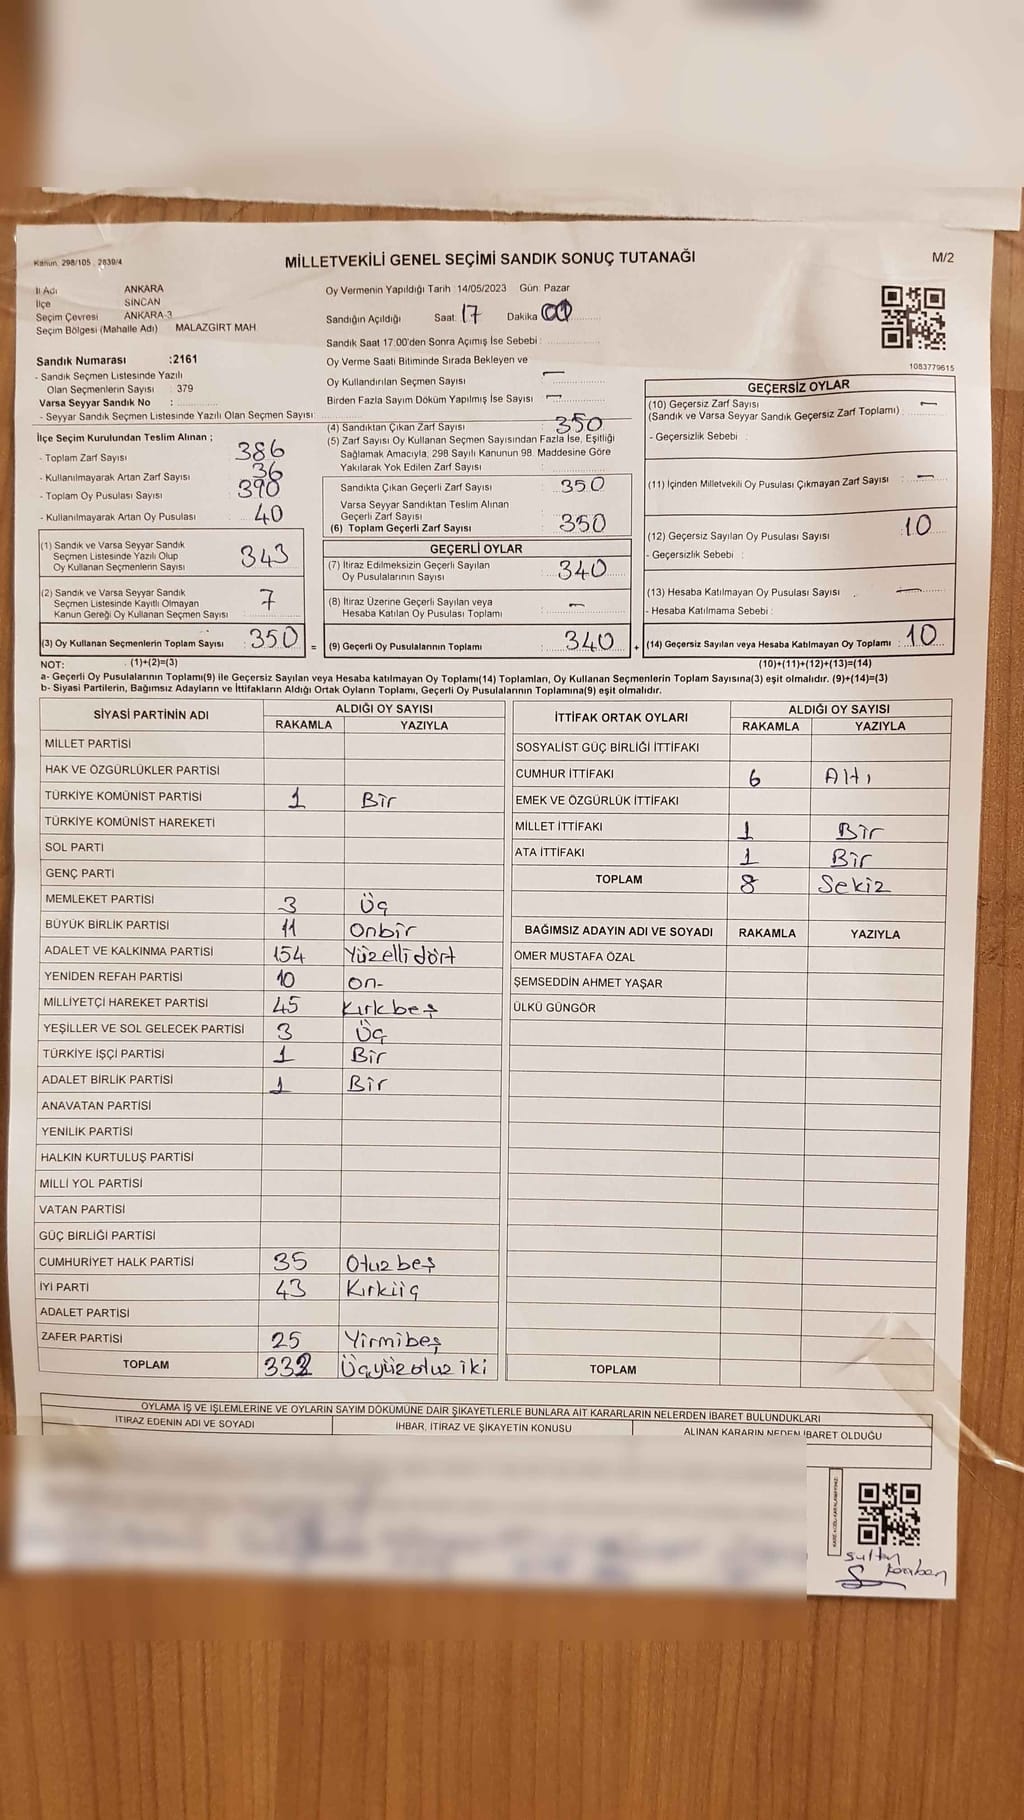 Kanun. 298/105 . 2839/4
MİLLETVEKİLİ GENEL SEÇİMİ SANDIK SONUÇ TUTANAĞI
M/2
İl Adı ANKARA
İlçe SİNCAN
Seçim Çevresi ANKARA-3
Seçim Bölgesi (Mahalle Adı) MALAZGİRT MAH.
Oy Vermenin Yapıldığı Tarih 14/05/2023 Gün: Pazar
Sandığın Açıldığı Saat: 17 Dakika
Sandık Saat 17.00'den Sonra Açımış İse Sebebi :
Sandık Numarası :2161
- Sandık Seçmen Listesinde Yazılı
Olan Seçmenlerin Sayısı : 379
Varsa Seyyar Sandık No :
- Seyyar Sandık Seçmen Listesinde Yazılı Olan Seçmen Sayısı:
Oy Verme Saati Bitiminde Sırada Bekleyen ve
Oy Kullandırılan Seçmen Sayısı —
Birden Fazla Sayım Döküm Yapılmış İse Sayısı —
1083779615
İlçe Seçim Kurulundan Teslim Alınan ;
- Toplam Zarf Sayısı 386
- Kullanılmayarak Artan Zarf Sayısı 36
- Toplam Oy Pusulası Sayısı 390
- Kullanılmayarak Artan Oy Pusulası 40
(4) Sandıktan Çıkan Zarf Sayısı 350
(5) Zarf Sayısı Oy Kullanan Seçmen Sayısından Fazla İse, Eşitliği
Sağlamak Amacıyla, 298 Sayılı Kanunun 98. Maddesine Göre
Yakılarak Yok Edilen Zarf Sayısı
Sandıkta Çıkan Geçerli Zarf Sayısı 350
Varsa Seyyar Sandıktan Teslim Alınan
Geçerli Zarf Sayısı
(6) Toplam Geçerli Zarf Sayısı 350
GEÇERSİZ OYLAR
(10) Geçersiz Zarf Sayısı —
(Sandık ve Varsa Seyyar Sandık Geçersiz Zarf Toplamı)
- Geçersizlik Sebebi :
(11) İçinden Milletvekili Oy Pusulası Çıkmayan Zarf Sayısı —
(12) Geçersiz Sayılan Oy Pusulası Sayısı : 10
- Geçersizlik Sebebi :
(13) Hesaba Katılmayan Oy Pusulası Sayısı —
- Hesaba Katılmama Sebebi :
(14) Geçersiz Sayılan veya Hesaba Katılmayan Oy Toplamı : 10
(1) Sandık ve Varsa Seyyar Sandık
Seçmen Listesinde Yazılı Olup
Oy Kullanan Seçmenlerin Sayısı 343
(2) Sandık ve Varsa Seyyar Sandık
Seçmen Listesinde Kayıtlı Olmayan
Kanun Gereği Oy Kullanan Seçmen Sayısı 7
(3) Oy Kullanan Seçmenlerin Toplam Sayısı 350 =
GEÇERLİ OYLAR
(7) İtiraz Edilmeksizin Geçerli Sayılan
Oy Pusulalarının Sayısı : 340
(8) İtiraz Üzerine Geçerli Sayılan veya
Hesaba Katılan Oy Pusulası Toplamı : —
(9) Geçerli Oy Pusulalarının Toplamı 340 +
NOT: (1)+(2)=(3) (10)+(11)+(12)+(13)=(14)
a- Geçerli Oy Pusulalarının Toplamı(9) ile Geçersiz Sayılan veya Hesaba katılmayan Oy Toplamı(14) Toplamları, Oy Kullanan Seçmenlerin Toplam Sayısına(3) eşit olmalıdır. (9)+(14)=(3)
b- Siyasi Partilerin, Bağımsız Adayların ve İttifakların Aldığı Ortak Oyların Toplamı, Geçerli Oy Pusulalarının Toplamına(9) eşit olmalıdır.
SİYASİ PARTİNİN ADI
ALDIĞI OY SAYISI
RAKAMLA YAZIYLA
MİLLET PARTİSİ
HAK VE ÖZGÜRLÜKLER PARTİSİ
TÜRKİYE KOMÜNİST PARTİSİ 1 Bir
TÜRKİYE KOMÜNİST HAREKETİ
SOL PARTİ
GENÇ PARTİ
MEMLEKET PARTİSİ 3 Üç
BÜYÜK BİRLİK PARTİSİ 11 Onbir
ADALET VE KALKINMA PARTİSİ 154 Yüzellidört
YENİDEN REFAH PARTİSİ 10 on-
MİLLİYETÇİ HAREKET PARTİSİ 45 Kırkbeş
YEŞİLLER VE SOL GELECEK PARTİSİ 3 Üç
TÜRKİYE İŞÇİ PARTİSİ 1 Bir
ADALET BİRLİK PARTİSİ 1 Bir
ANAVATAN PARTİSİ
YENİLİK PARTİSİ
HALKIN KURTULUŞ PARTİSİ
MİLLİ YOL PARTİSİ
VATAN PARTİSİ
GÜÇ BİRLİĞİ PARTİSİ
CUMHURİYET HALK PARTİSİ 35 Otuzbeş
İYİ PARTİ 43 Kırküç
ADALET PARTİSİ
ZAFER PARTİSİ 25 Yirmibeş
TOPLAM 332 Üçyüzotuziki
İTTİFAK ORTAK OYLARI
ALDIĞI OY SAYISI
RAKAMLA YAZIYLA
SOSYALİST GÜÇ BİRLİĞİ İTTİFAKI
CUMHUR İTTİFAKI 6 Altı
EMEK VE ÖZGÜRLÜK İTTİFAKI
MİLLET İTTİFAKI 1 Bir
ATA İTTİFAKI 1 Bir
TOPLAM 8 Sekiz
BAĞIMSIZ ADAYIN ADI VE SOYADI RAKAMLA YAZIYLA
ÖMER MUSTAFA ÖZAL
ŞEMSEDDİN AHMET YAŞAR
ÜLKÜ GÜNGÖR
TOPLAM
OYLAMA İŞ VE İŞLEMLERİNE VE OYLARIN SAYIM DÖKÜMÜNE DAİR ŞİKAYETLERLE BUNLARA AİT KARARLARIN NELERDEN İBARET BULUNDUKLARI
İTİRAZ EDENİN ADI VE SOYADI İHBAR, İTİRAZ VE ŞİKAYETİN KONUSU ALINAN KARARIN NEDEN İBARET OLDUĞU
sultan